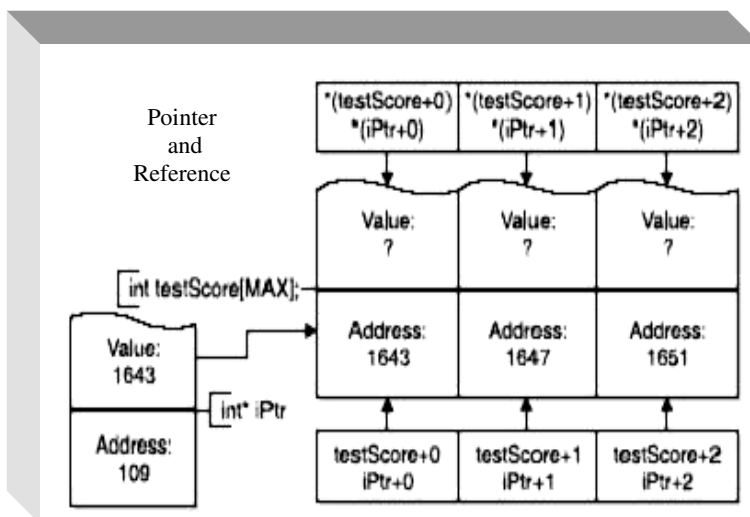 Pointer
and
Reference
*(testScore+0) *(testScore+1) *(testScore+2)
*(iPtr+0) *(iPtr+1) *(iPtr+2)
Value: Value: Value:
? ? ?
int testScore[MAX];
Address: Address: Address:
1643 1647 1651
Value:
1643
int* iPtr
Address:
109
testScore+0 testScore+1 testScore+2
iPtr+0 iPtr+1 iPtr+2